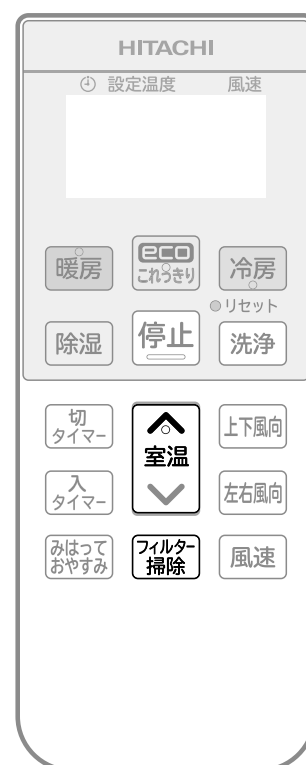 HITACHI
設定温度 風速
暖房
eco
これっきり
冷房
リセット
除湿
停止
洗浄
切
タイマー
室温
上下風向
入
タイマー
左右風向
みはって
おやすみ
フィルター
掃除
風速